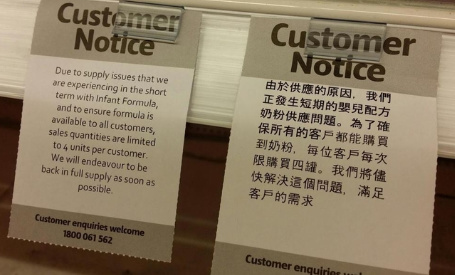 Customer
Notice
Due to supply issues that we
are experiencing in the short
term with Infant Formula,
and to ensure formula is
available to all customers,
sales quantities are limited
to 4 units per customer.
We will endeavour to be
back in full supply as soon as
possible.
Customer enquiries welcome
1800 061 562
Customer
Notice
由於供應的原因，我們
正發生短期的嬰兒配方
奶粉供應問題。為了確
保所有的客戶都能購買
到奶粉，每位客戶每次
限購買四罐。我們將儘
快解決這個問題，滿足
客戶的需求
Customer enquiries